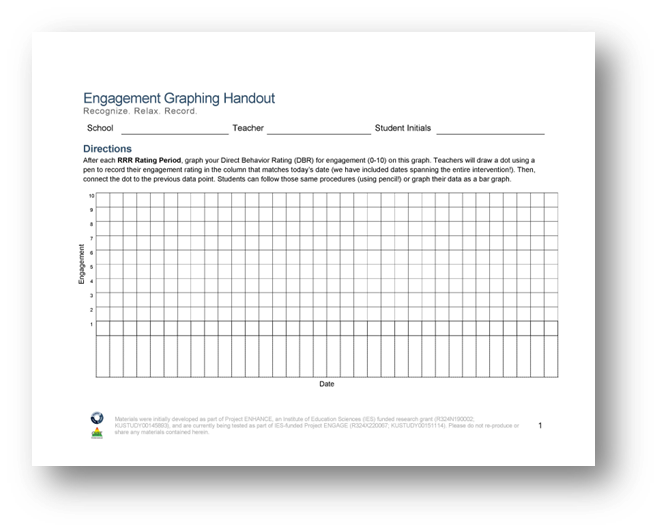 Engagement Graphing Handout
Recognize. Relax. Record.
School Teacher Student Initials
Directions
After each RRR Rating Period, graph your Direct Behavior Rating (DBR) for engagement (0-10) on this graph. Teachers will draw a dot using a
pen to record their engagement rating in the column that matches today's date (we have included dates spanning the entire intervention!). Then,
connect the dot to the previous data point. Students can follow those same procedures (using pencil!) or graph their data as a bar graph.
10
9
8
7
6
5
4
3
2
1
Engagement
Date
Materials were initially developed as part of Project ENHANCE, an Institute of Education Sciences (IES) funded research grant (R324N190002;
and are currently being tested as part of IES-funded Project ENGAGE Please do not re-produce or
share any materials contained herein.
1